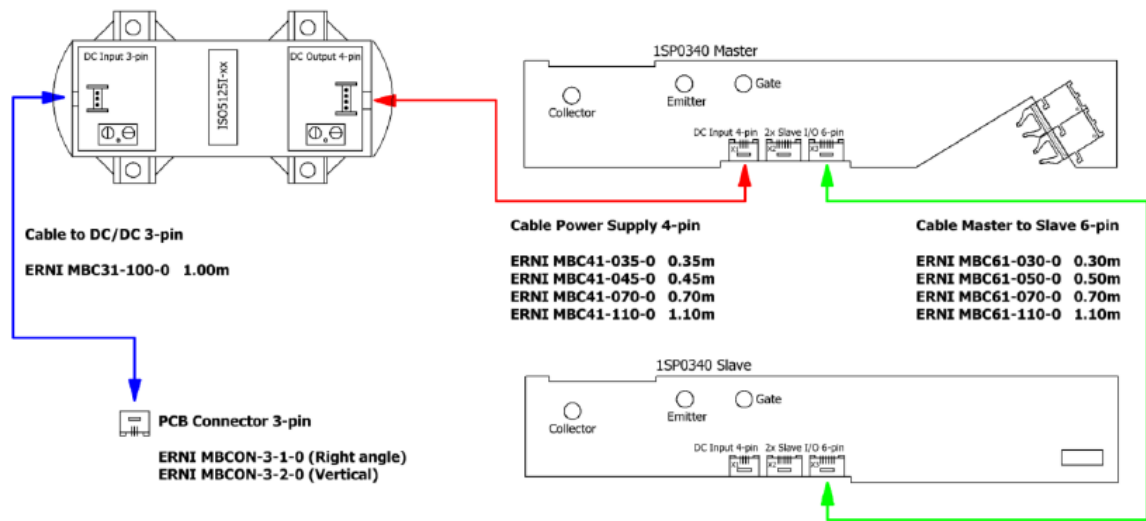 DC Input 3-pin
DC Output 4-pin
ISO5125I-xx
1SP0340 Master
Collector
Emitter
Gate
DC Input 4-pin 2x Slave I/O 6-pin
X1
X2
X3
Cable to DC/DC 3-pin
ERNI MBC31-100-0 1.00m
Cable Power Supply 4-pin
ERNI MBC41-035-0 0.35m
ERNI MBC41-045-0 0.45m
ERNI MBC41-070-0 0.70m
ERNI MBC41-110-0 1.10m
Cable Master to Slave 6-pin
ERNI MBC61-030-0 0.30m
ERNI MBC61-050-0 0.50m
ERNI MBC61-070-0 0.70m
ERNI MBC61-110-0 1.10m
PCB Connector 3-pin
ERNI MBCON-3-1-0 (Right angle)
ERNI MBCON-3-2-0 (Vertical)
1SP0340 Slave
Collector
Emitter
Gate
DC Input 4-pin 2x Slave I/O 6-pin
X1
X2
X3